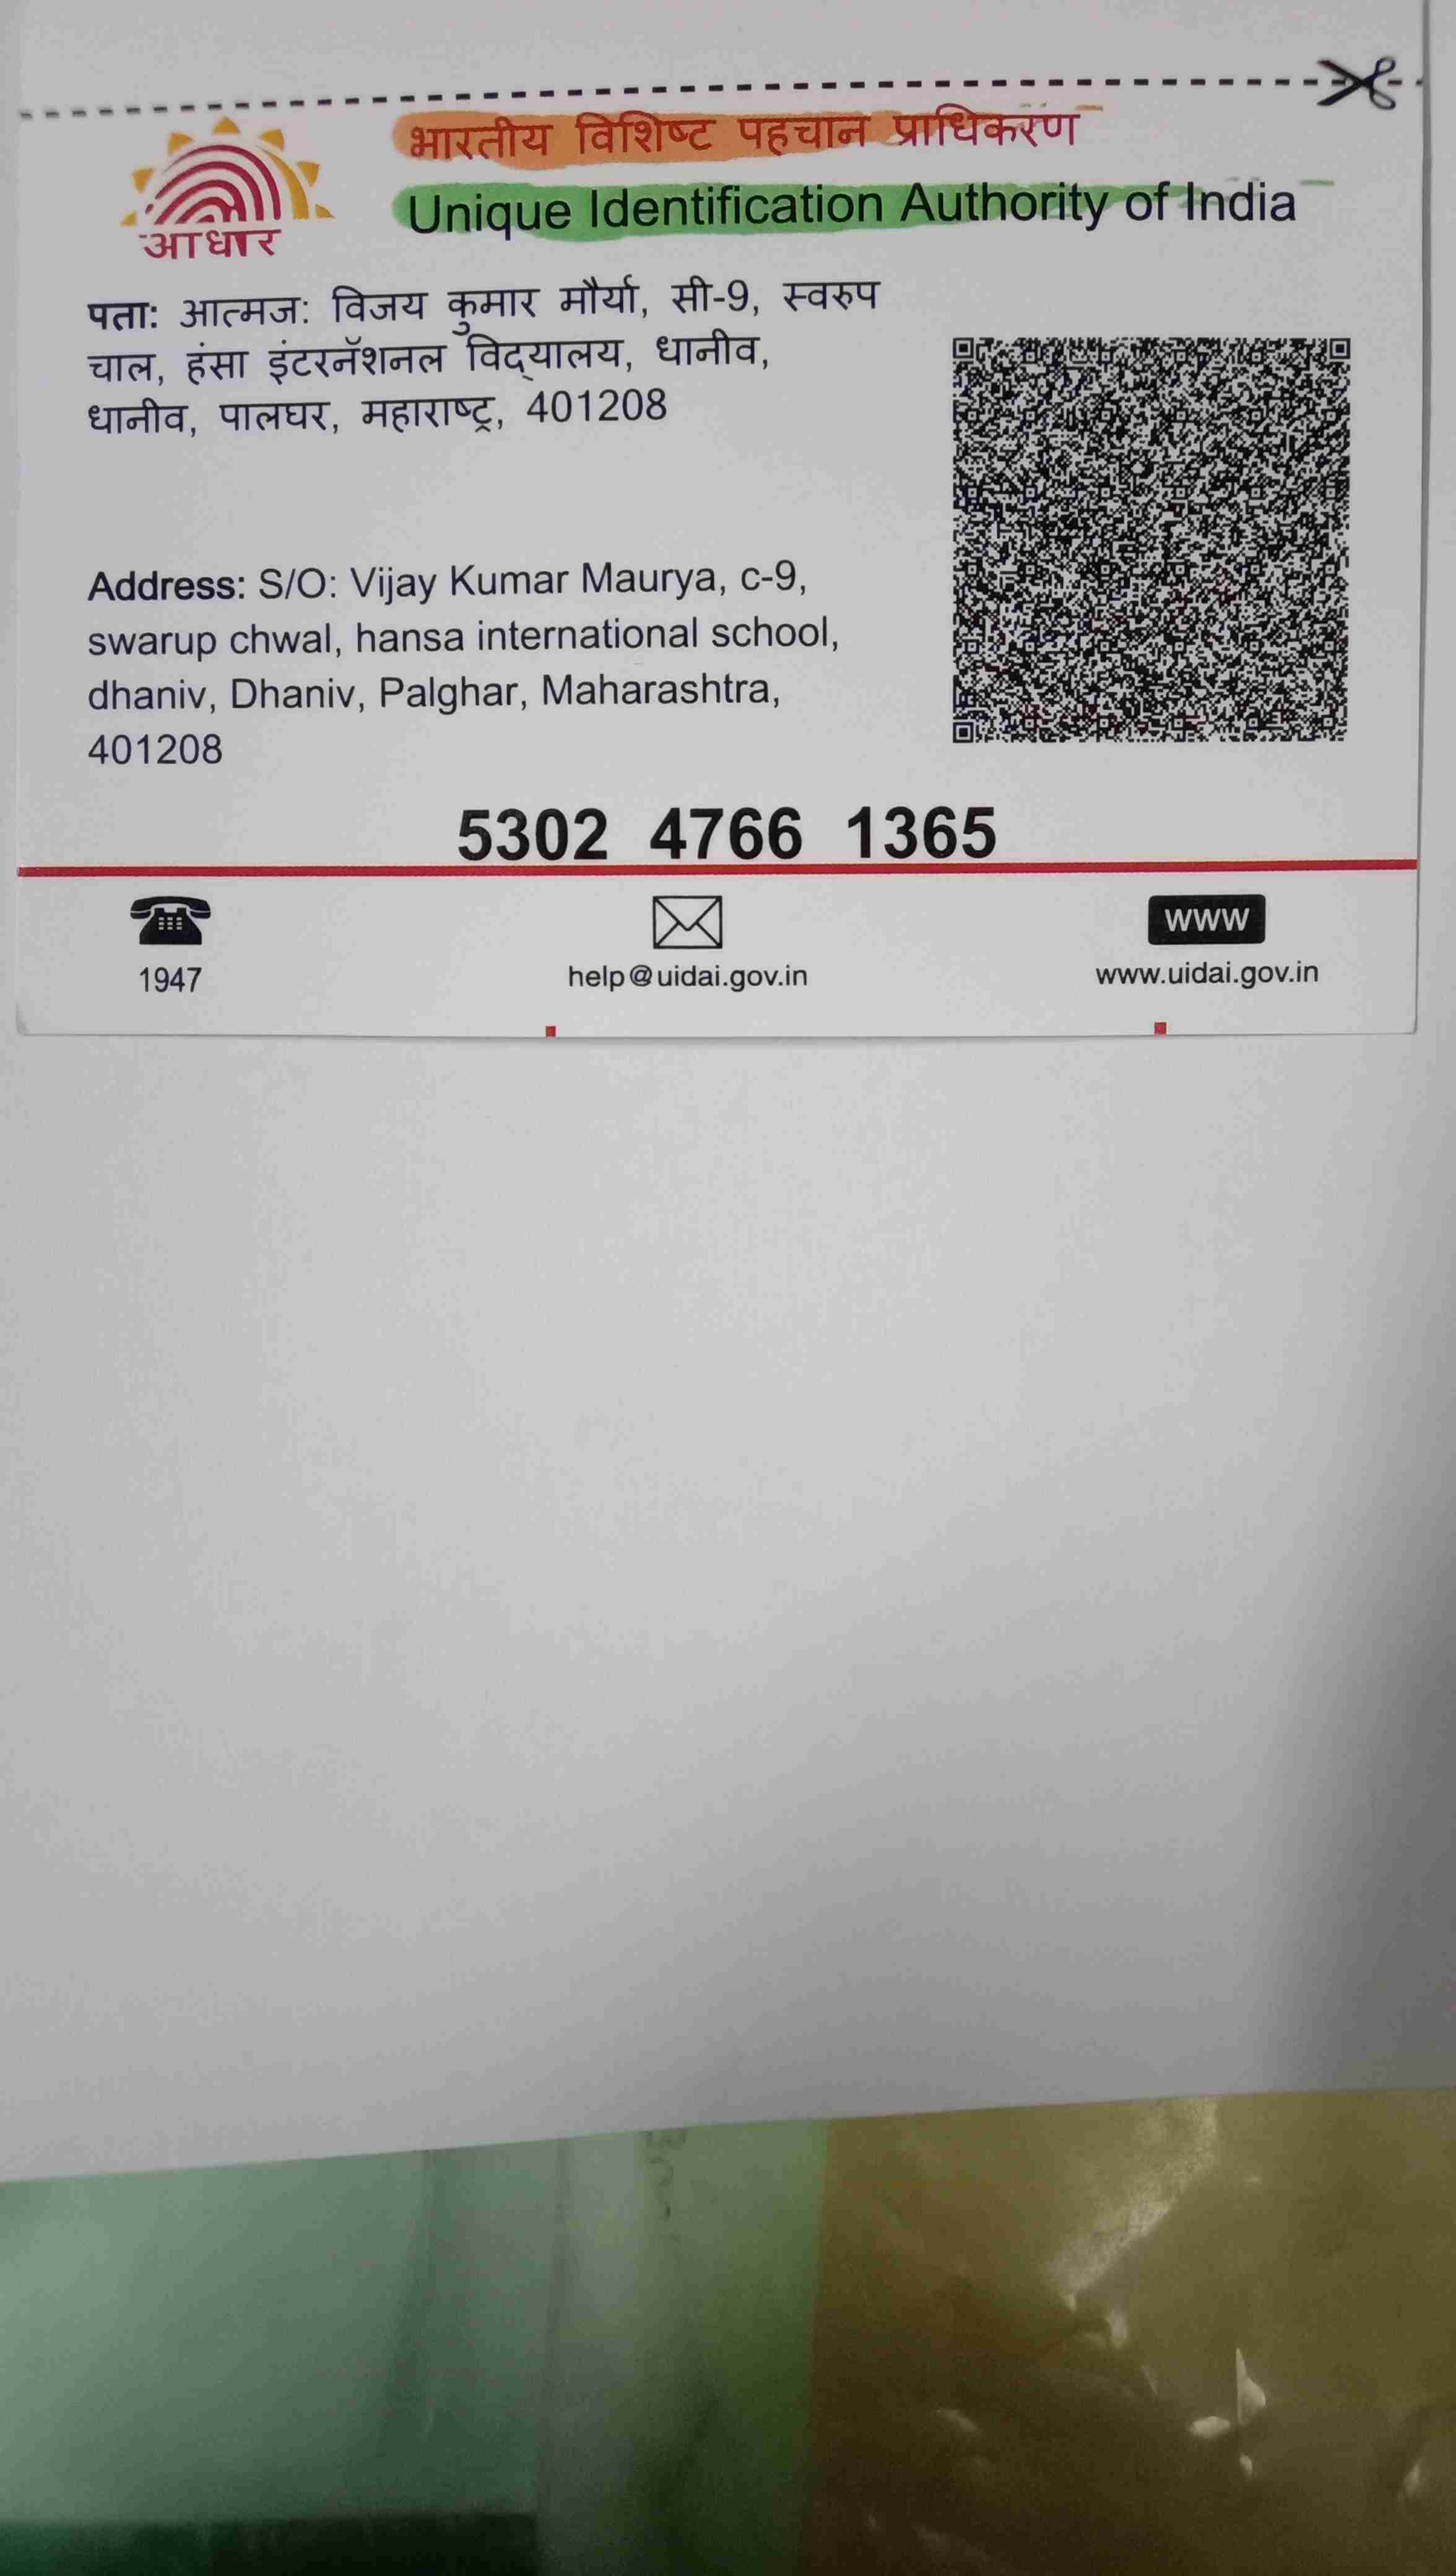 आधार
भारतीय विशिष्ट पहचान प्राधिकरण
Unique Identification Authority of India
पता: आत्मज: विजय कुमार मौर्या, सी-9, स्वरुप
चाल, हंसा इंटरनॅशनल विद्यालय, धानीव,
धानीव, पालघर, महाराष्ट्र, 401208
Address: S/O: Vijay Kumar Maurya, c-9,
swarup chwal, hansa international school,
dhaniv, Dhaniv, Palghar, Maharashtra,
401208
5302 4766 1365
WWW
1947
help@uidai.gov.in
www.uidai.gov.in